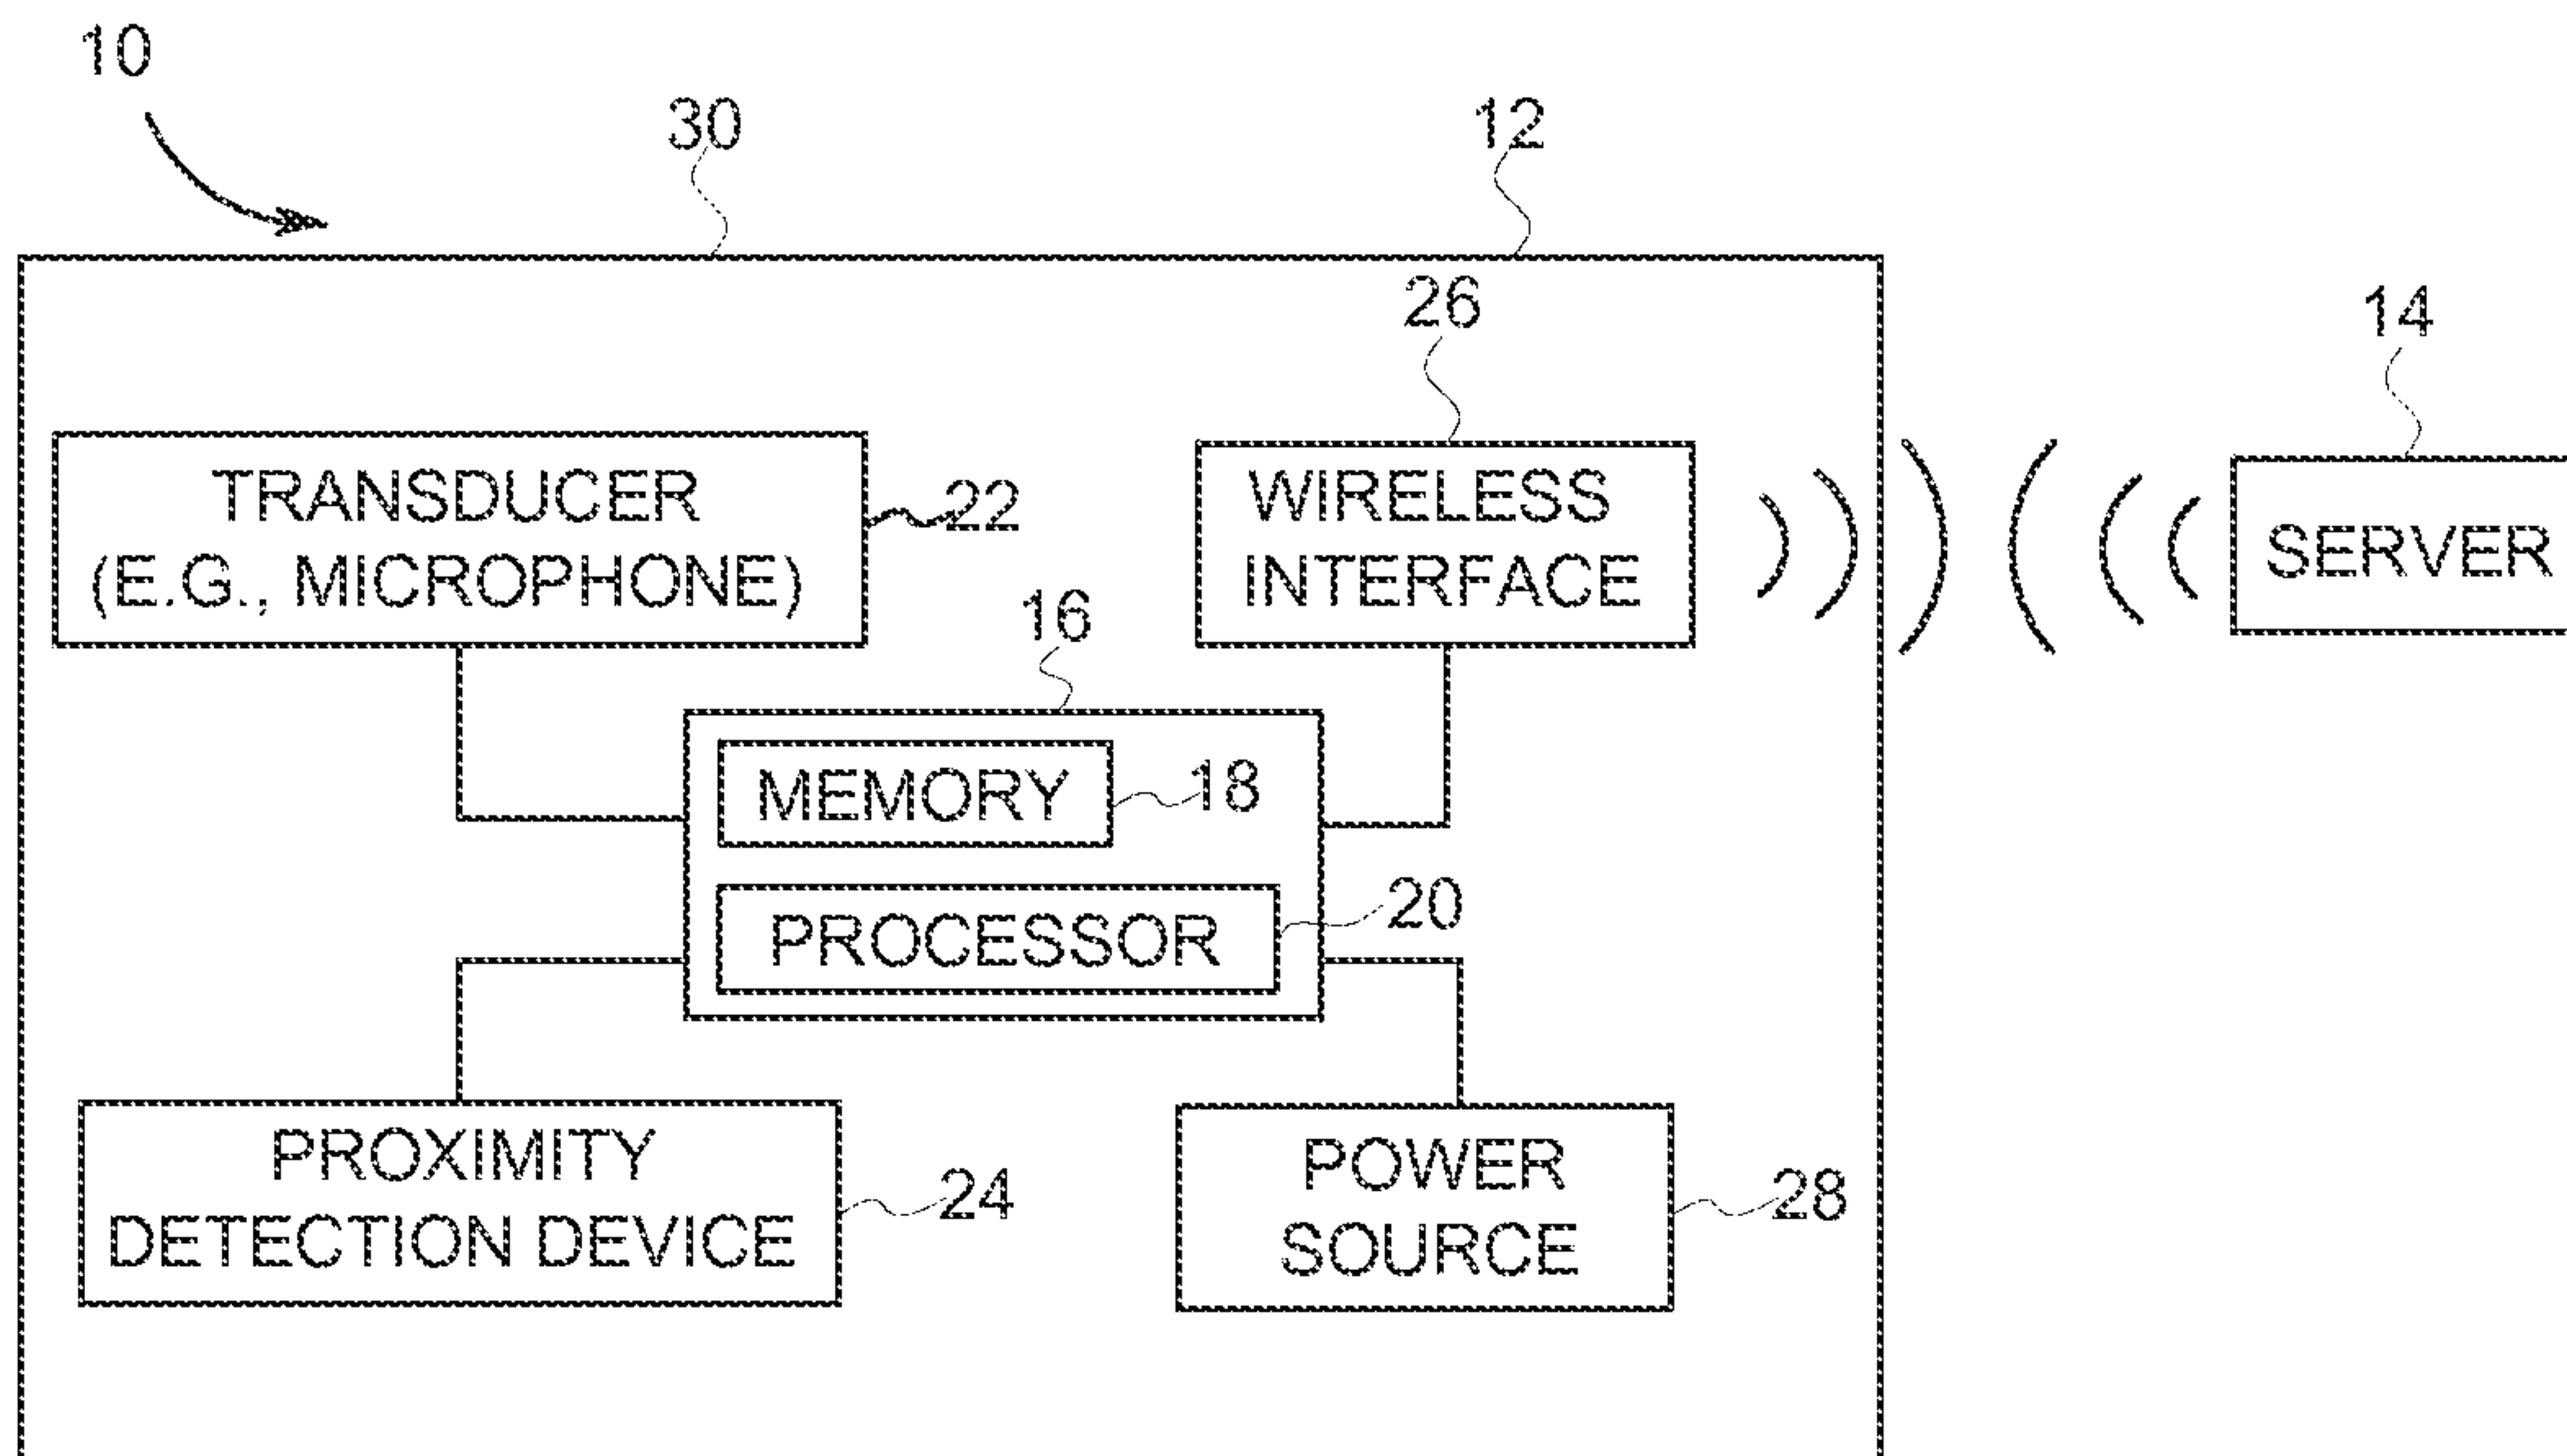 10
30
12
26
14
TRANSDUCER
(E.G., MICROPHONE)
22
WIRELESS
INTERFACE
SERVER
16
MEMORY
18
PROCESSOR
20
PROXIMITY
DETECTION DEVICE
24
POWER
SOURCE
28